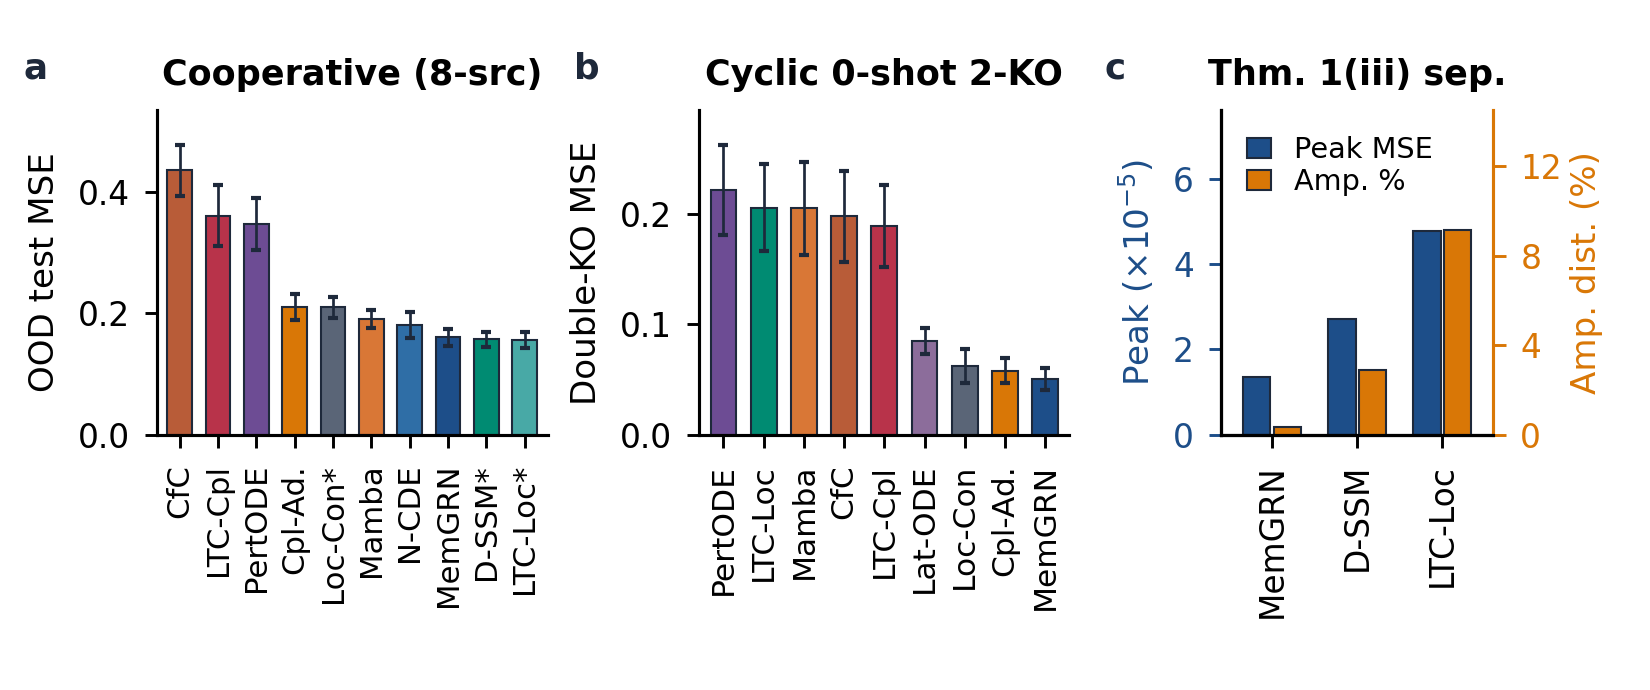 a
Cooperative (8-src)
OOD test MSE
0.4
0.2
0.0
CfC
LTC-Cpl
PertODE
Cpl-Ad.
Loc-Con*
Mamba
N-CDE
MemGRN
D-SSM*
LTC-Loc*
b
Cyclic 0-shot 2-KO
Double-KO MSE
0.2
0.1
0.0
PertODE
LTC-Loc
Mamba
CfC
LTC-Cpl
Lat-ODE
Loc-Con
Cpl-Ad.
MemGRN
c
Thm. 1(iii) sep.
Peak (×10⁻⁵)
6
4
2
0
Peak MSE
Amp. %
12
8
4
0
Amp. dist. (%)
MemGRN
D-SSM
LTC-Loc